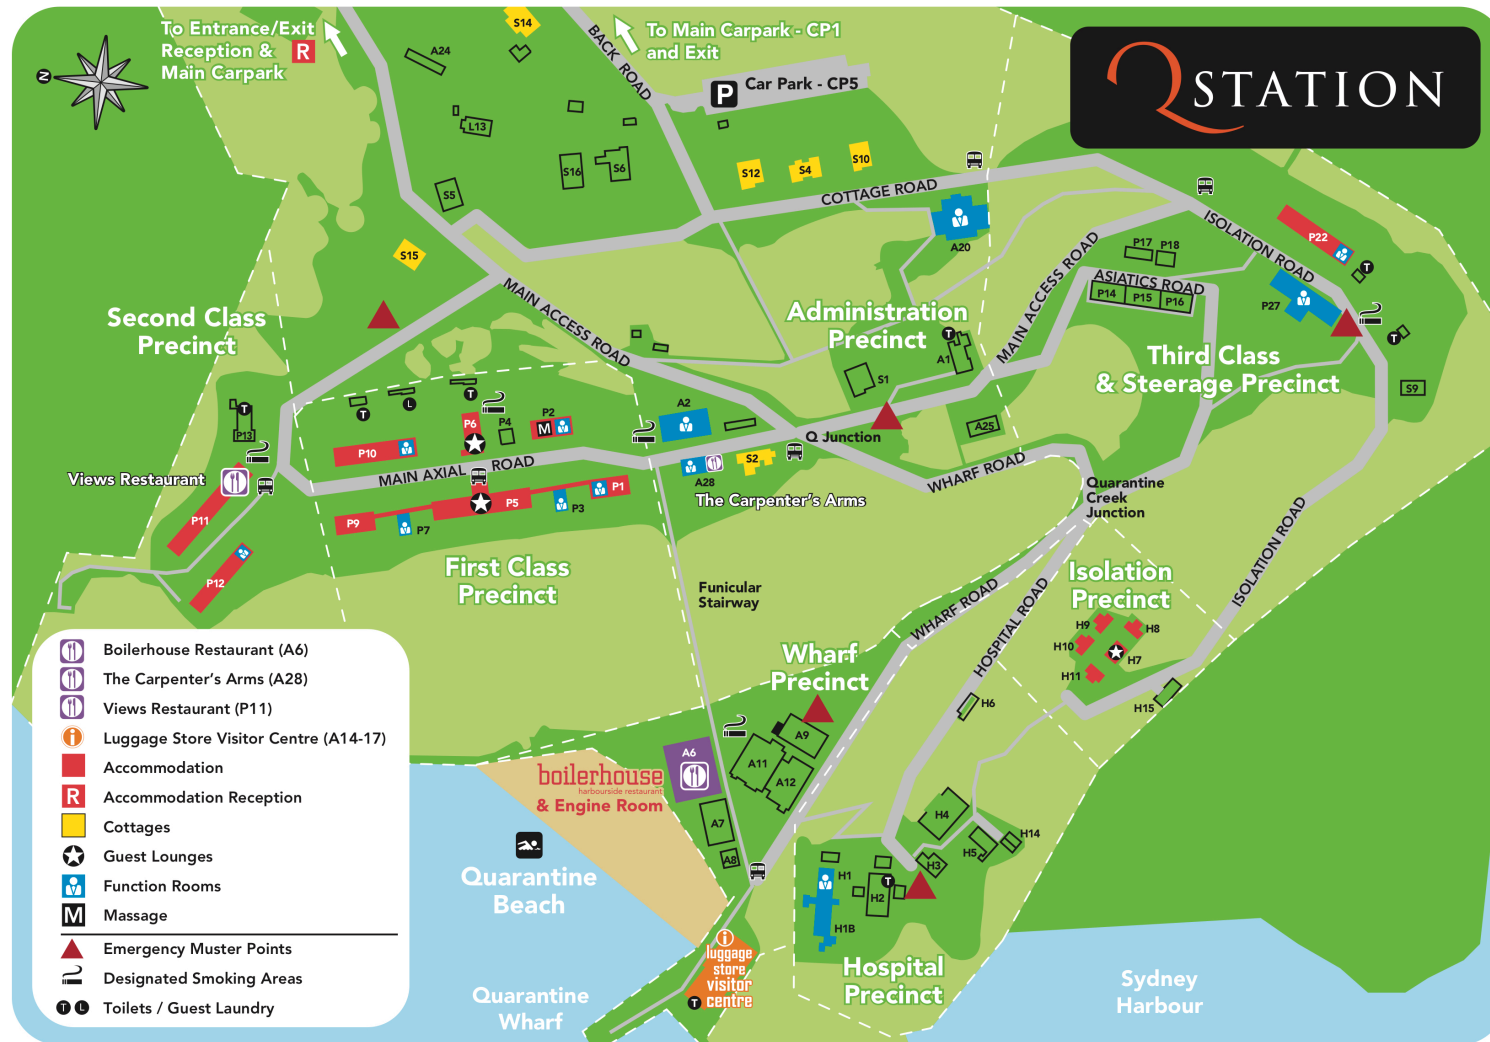 To Entrance/Exit
Reception & R
Main Carpark
N
S14
A24
BACK ROAD
To Main Carpark - CP1
and Exit
P Car Park - CP5
QSTATION
L13
S16
S6
S5
S12
S4
S10
COTTAGE ROAD
A20
S15
ISOLATION ROAD
P22
T
P17
P18
ASIATICS ROAD
P14
P15
P16
P27
T
S9
MAIN ACCESS ROAD
MAIN ACCESS ROAD
Second Class
Precinct
Administration
Precinct
T
A1
S1
Third Class
& Steerage Precinct
T
P13
T
L
T
P6
P4
P2
M
A2
A25
Q Junction
P10
MAIN AXIAL ROAD
A28
S2
The Carpenter's Arms
WHARF ROAD
Quarantine
Creek
Junction
Views Restaurant
P11
P12
P9
P7
P5
P3
P1
First Class
Precinct
Funicular
Stairway
ISOLATION ROAD
WHARF ROAD
HOSPITAL ROAD
Isolation
Precinct
H9
H8
H10
H7
H11
H15
H6
Wharf
Precinct
A9
A11
A12
A6
boilerhouse
harbourside restaurant
& Engine Room
A7
A8
H4
H14
H5
H3
H1
T
H2
H1B
Hospital
Precinct
Quarantine
Beach
i
luggage
store
visitor
T centre
Quarantine
Wharf
Sydney
Harbour
Boilerhouse Restaurant (A6)
The Carpenter's Arms (A28)
Views Restaurant (P11)
i Luggage Store Visitor Centre (A14-17)
Accommodation
R Accommodation Reception
Cottages
Guest Lounges
Function Rooms
M Massage
Emergency Muster Points
Designated Smoking Areas
T L Toilets / Guest Laundry